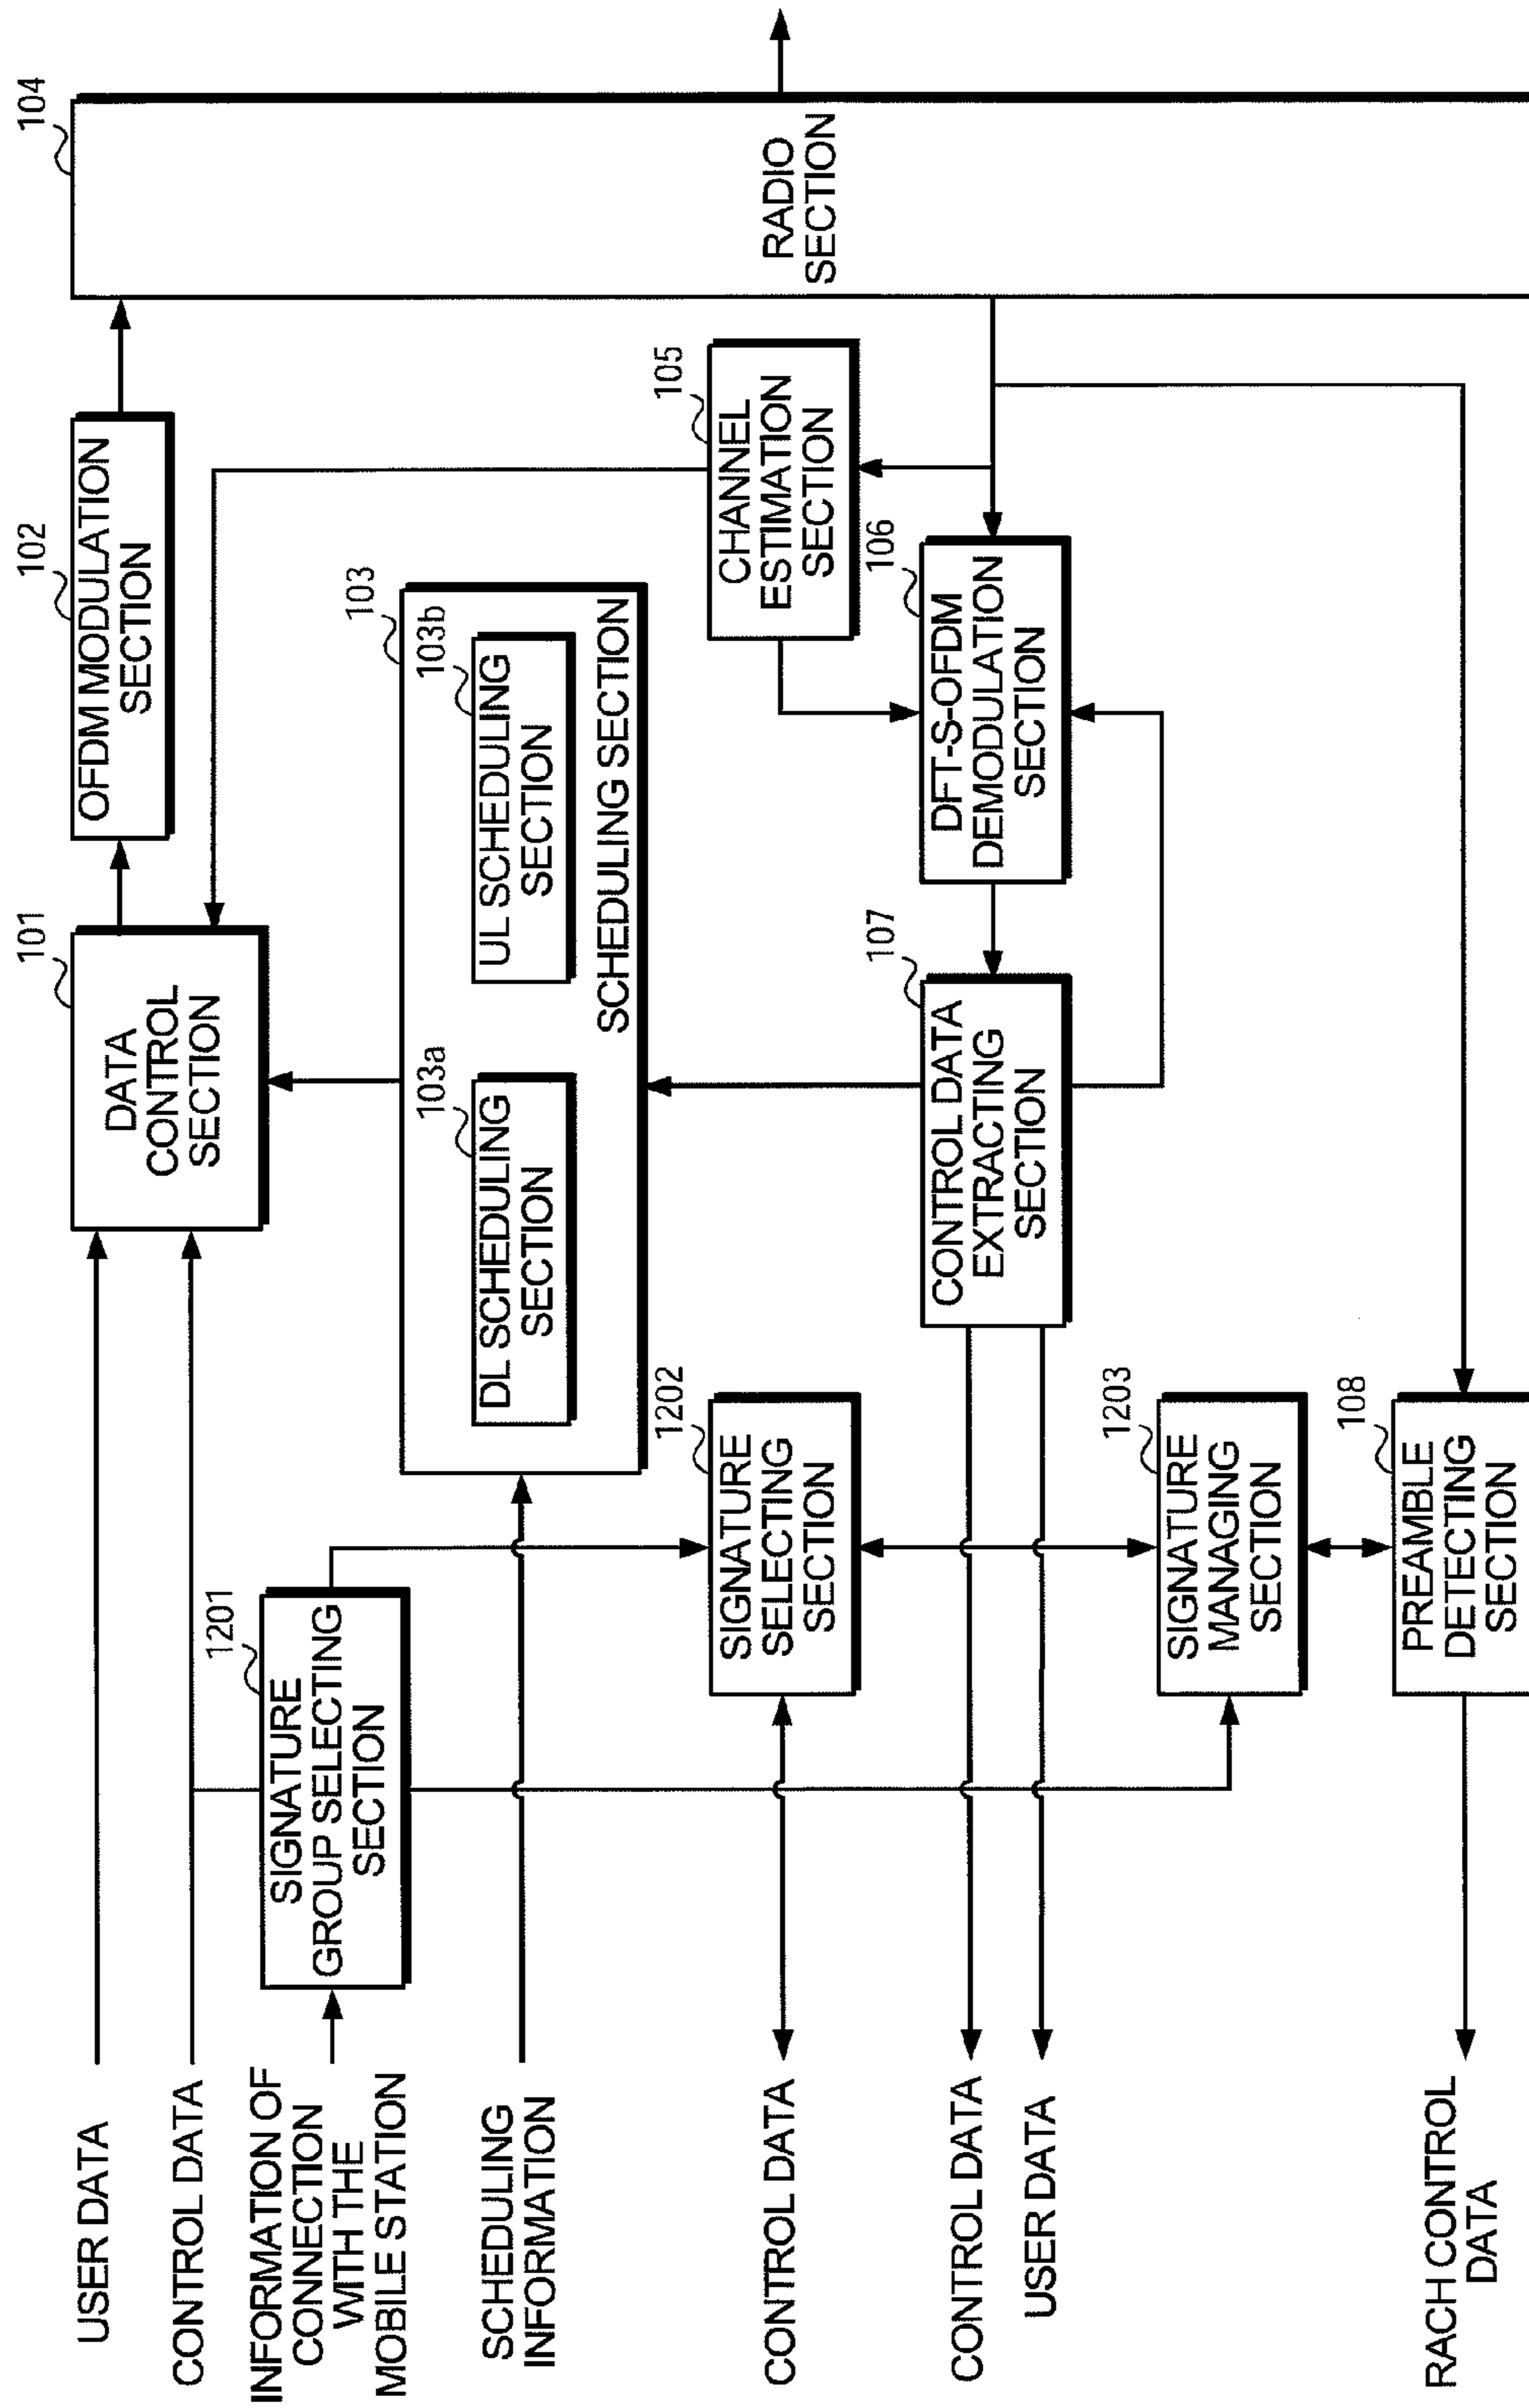 USER DATA
CONTROL DATA
INFORMATION OF
CONNECTION
WITH THE
MOBILE STATION
SCHEDULING
INFORMATION
CONTROL DATA
CONTROL DATA
USER DATA
RACH CONTROL
DATA
1201
SIGNATURE
GROUP SELECTING
SECTION
1202
SIGNATURE
SELECTING
SECTION
1203
SIGNATURE
MANAGING
SECTION
108
PREAMBLE
DETECTING
SECTION
101
DATA
CONTROL
SECTION
103
103a
DL SCHEDULING
SECTION
103b
UL SCHEDULING
SECTION
SCHEDULING SECTION
107
CONTROL DATA
EXTRACTING
SECTION
102
OFDM MODULATION
SECTION
105
CHANNEL
ESTIMATION
SECTION
106
DFT-S-OFDM
DEMODULATION
SECTION
104
RADIO
SECTION